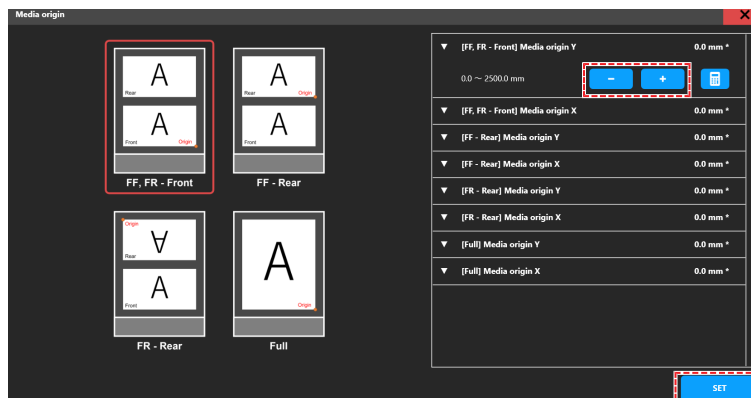 Media origin
A
Rear
A
Front
Origin
FF, FR - Front
A
Rear
Origin
A
Front
FF - Rear
Origin
A
Rear
A
Front
FR - Rear
A
Origin
Full
▼ [FF, FR - Front] Media origin Y 0.0 mm *
0.0 ～ 2500.0 mm − +
▼ [FF, FR - Front] Media origin X 0.0 mm *
▼ [FF - Rear] Media origin Y 0.0 mm *
▼ [FF - Rear] Media origin X 0.0 mm *
▼ [FR - Rear] Media origin Y 0.0 mm *
▼ [FR - Rear] Media origin X 0.0 mm *
▼ [Full] Media origin Y 0.0 mm *
▼ [Full] Media origin X 0.0 mm *
SET